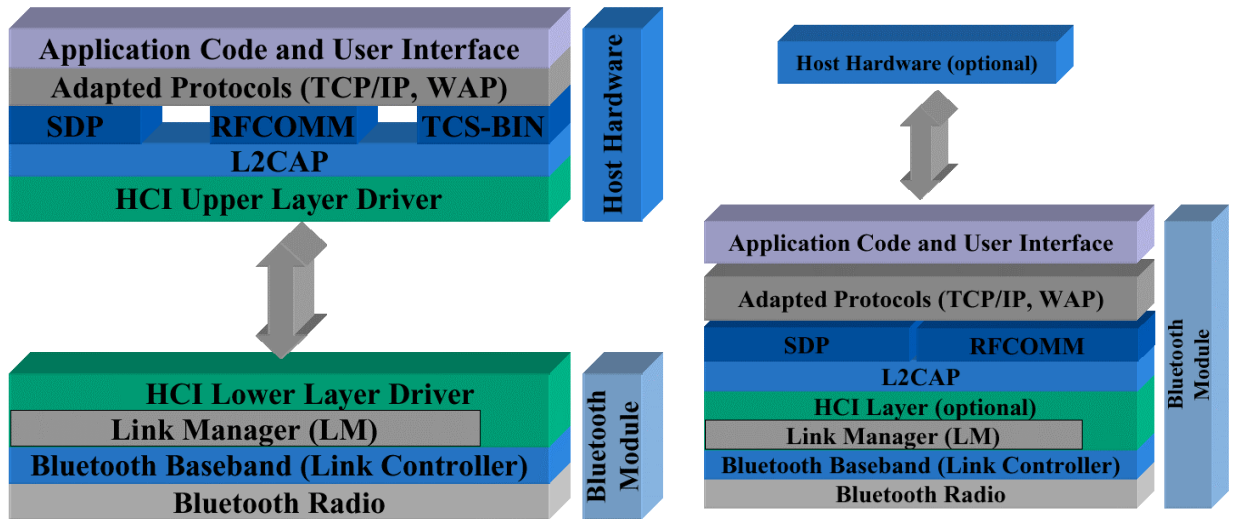 Application Code and User Interface
Adapted Protocols (TCP/IP, WAP)
SDP
RFCOMM
TCS-BIN
L2CAP
HCI Upper Layer Driver
Host Hardware
HCI Lower Layer Driver
Link Manager (LM)
Bluetooth Baseband (Link Controller)
Bluetooth Radio
Bluetooth
Module
Host Hardware (optional)
Application Code and User Interface
Adapted Protocols (TCP/IP, WAP)
SDP
RFCOMM
L2CAP
HCI Layer (optional)
Link Manager (LM)
Bluetooth Baseband (Link Controller)
Bluetooth Radio
Bluetooth
Module